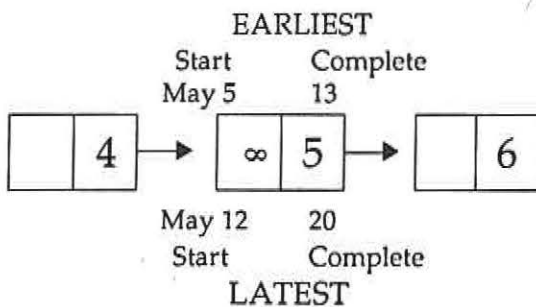 EARLIEST
Start Complete
May 5 13
4 ∞ 5 6
May 12 20
Start Complete
LATEST